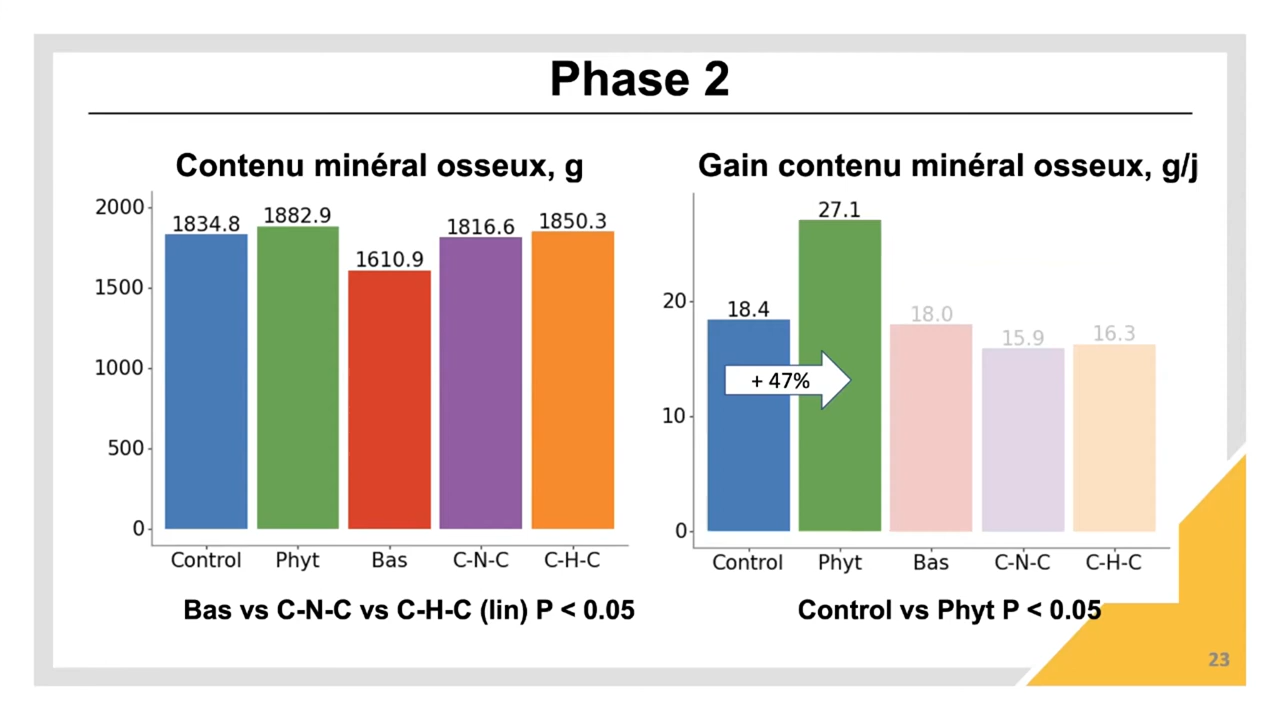 Phase 2
Contenu minéral osseux, g
2000
1500
1000
500
0
1834.8
1882.9
1610.9
1816.6
1850.3
Control
Phyt
Bas
C-N-C
C-H-C
Bas vs C-N-C vs C-H-C (lin) P < 0.05
Gain contenu minéral osseux, g/j
20
10
0
18.4
27.1
18.0
15.9
16.3
+ 47%
Control
Phyt
Bas
C-N-C
C-H-C
Control vs Phyt P < 0.05
23